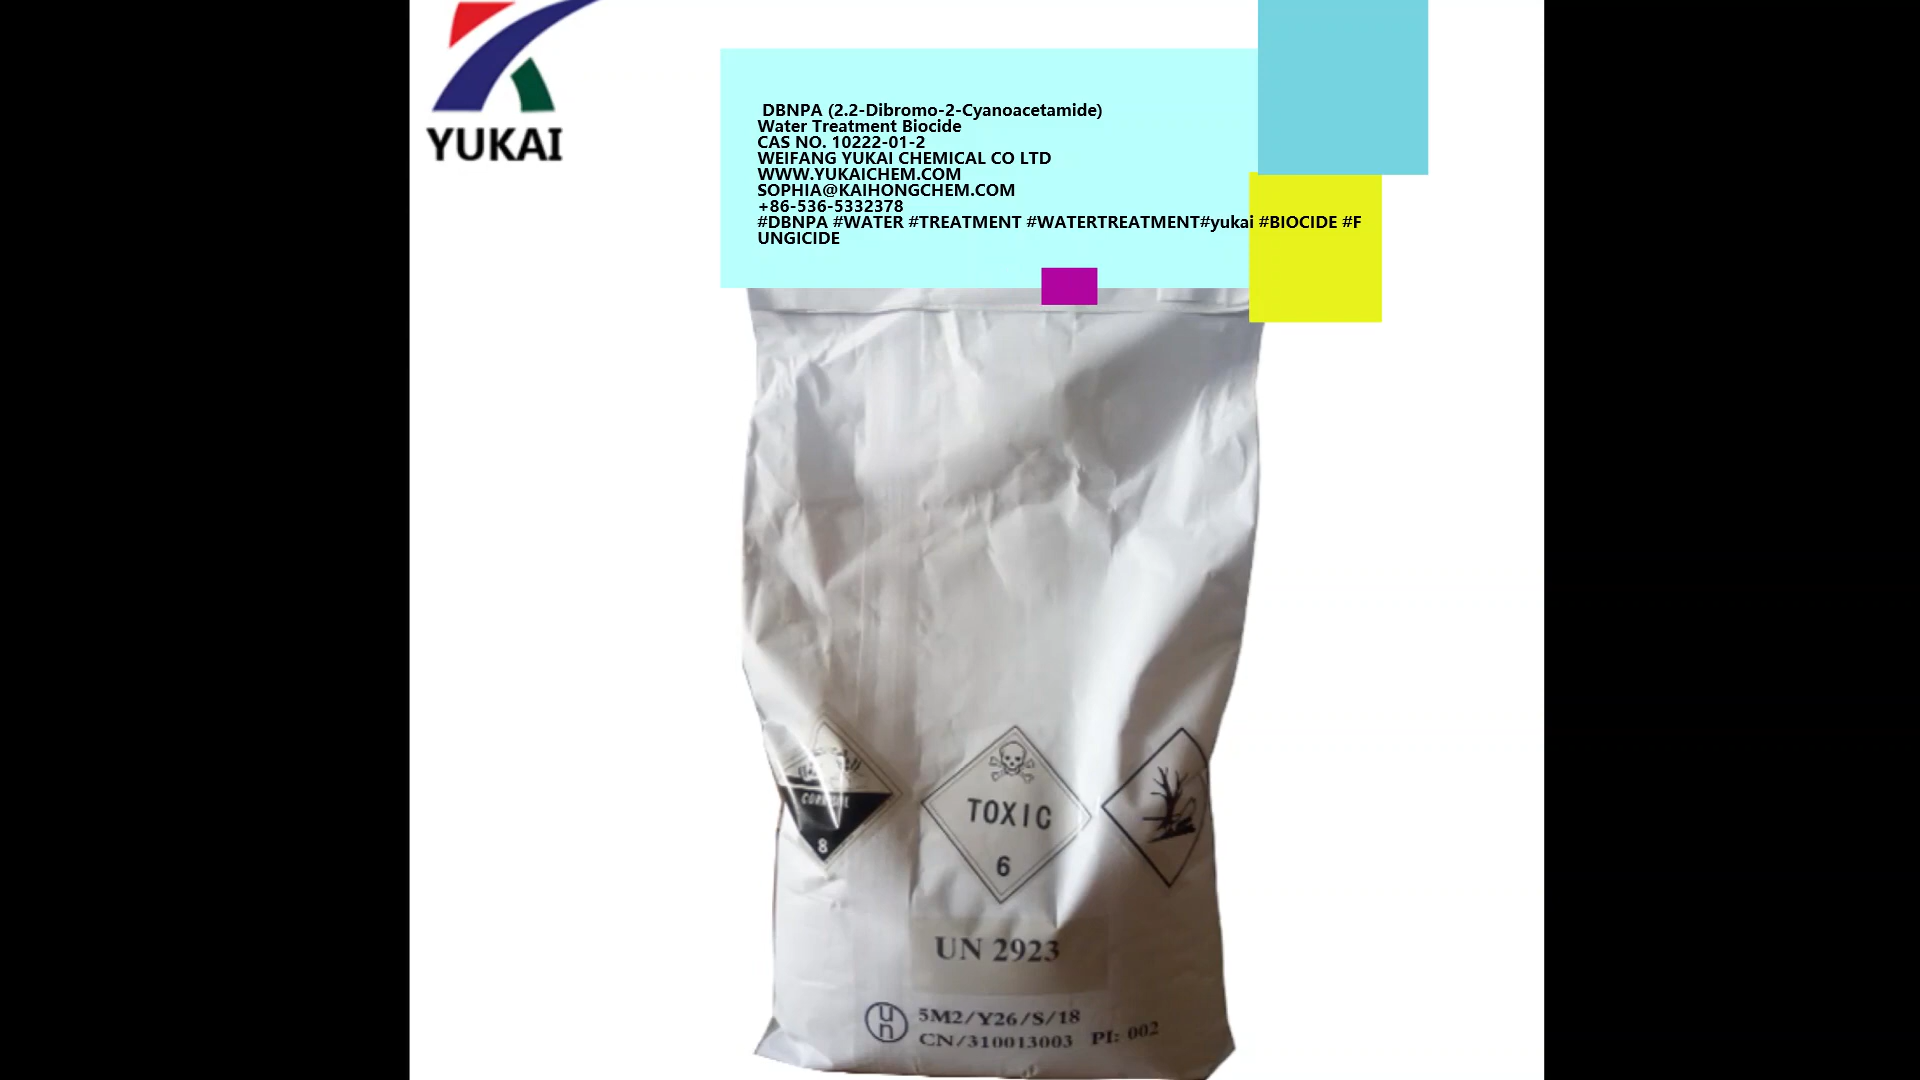 YUKAI
DBNPA (2.2-Dibromo-2-Cyanoacetamide)
Water Treatment Biocide
CAS NO. 10222-01-2
WEIFANG YUKAI CHEMICAL CO LTD
WWW.YUKAICHEM.COM
SOPHIA@KAIHONGCHEM.COM
+86-536-5332378
#DBNPA #WATER #TREATMENT #WATERTREATMENT#yukai #BIOCIDE #F
UNGICIDE
8
TOXIC
6
UN 2923
un
5M2/Y26/S/18
CN/310013003 PI: 002